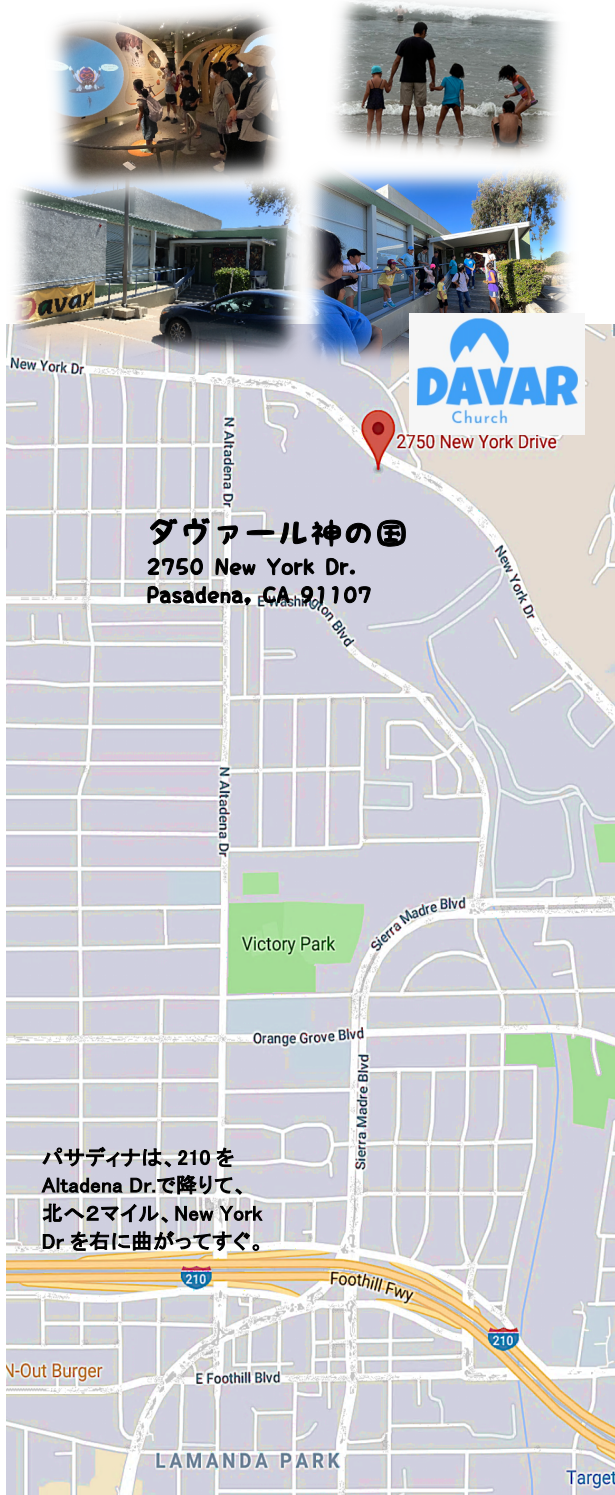 Davar
DAVAR
Church
New York Dr
2750 New York Drive
N Altadena Dr
ダヴァール神の国
2750 New York Dr.
Pasadena, CA 91107
New York Dr
E Washington Blvd
N Altadena Dr
Sierra Madre Blvd
Victory Park
Orange Grove Blvd
Sierra Madre Blvd
パサディナは、210 を
Altadena Dr.で降りて、
北へ2マイル、New York
Dr を右に曲がってすぐ。
210
Foothill Fwy
210
N-Out Burger
E Foothill Blvd
LAMANDA PARK
Target